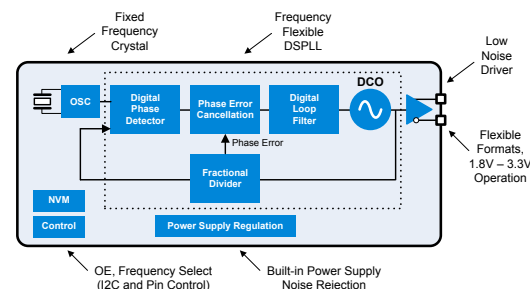 Fixed
Frequency
Crystal
Frequency
Flexible
DSPLL
Low
Noise
Driver
DCO
OSC
Digital
Phase
Detector
Phase Error
Cancellation
Digital
Loop
Filter
Phase Error
Fractional
Divider
Flexible
Formats,
1.8V – 3.3V
Operation
NVM
Control
Power Supply Regulation
OE, Frequency Select
(I2C and Pin Control)
Built-in Power Supply
Noise Rejection